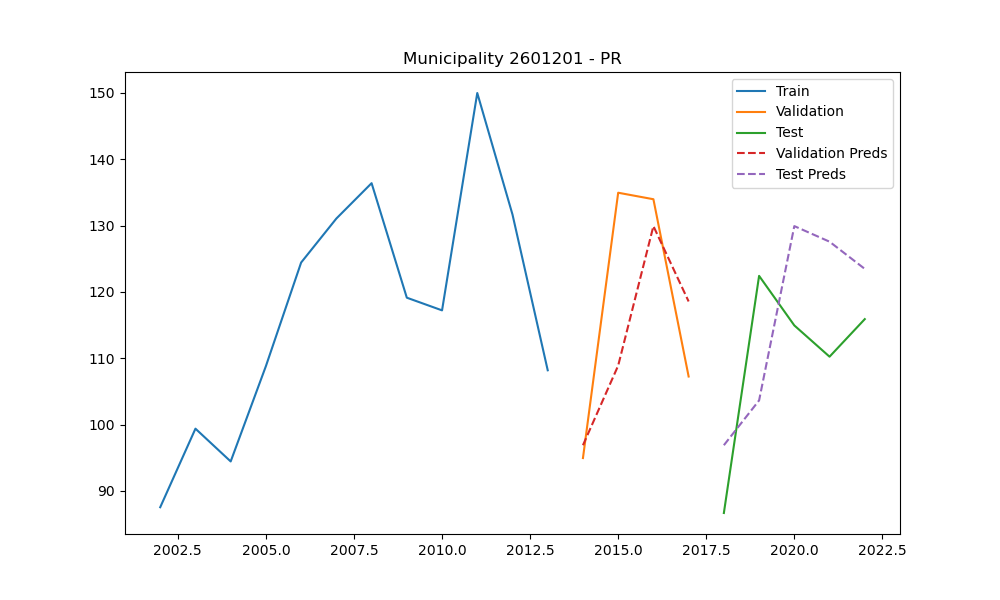 Municipality 2601201 - PR
Train
Validation
Test
Validation Preds
Test Preds
150
140
130
120
110
100
90
2002.5 2005.0 2007.5 2010.0 2012.5 2015.0 2017.5 2020.0 2022.5